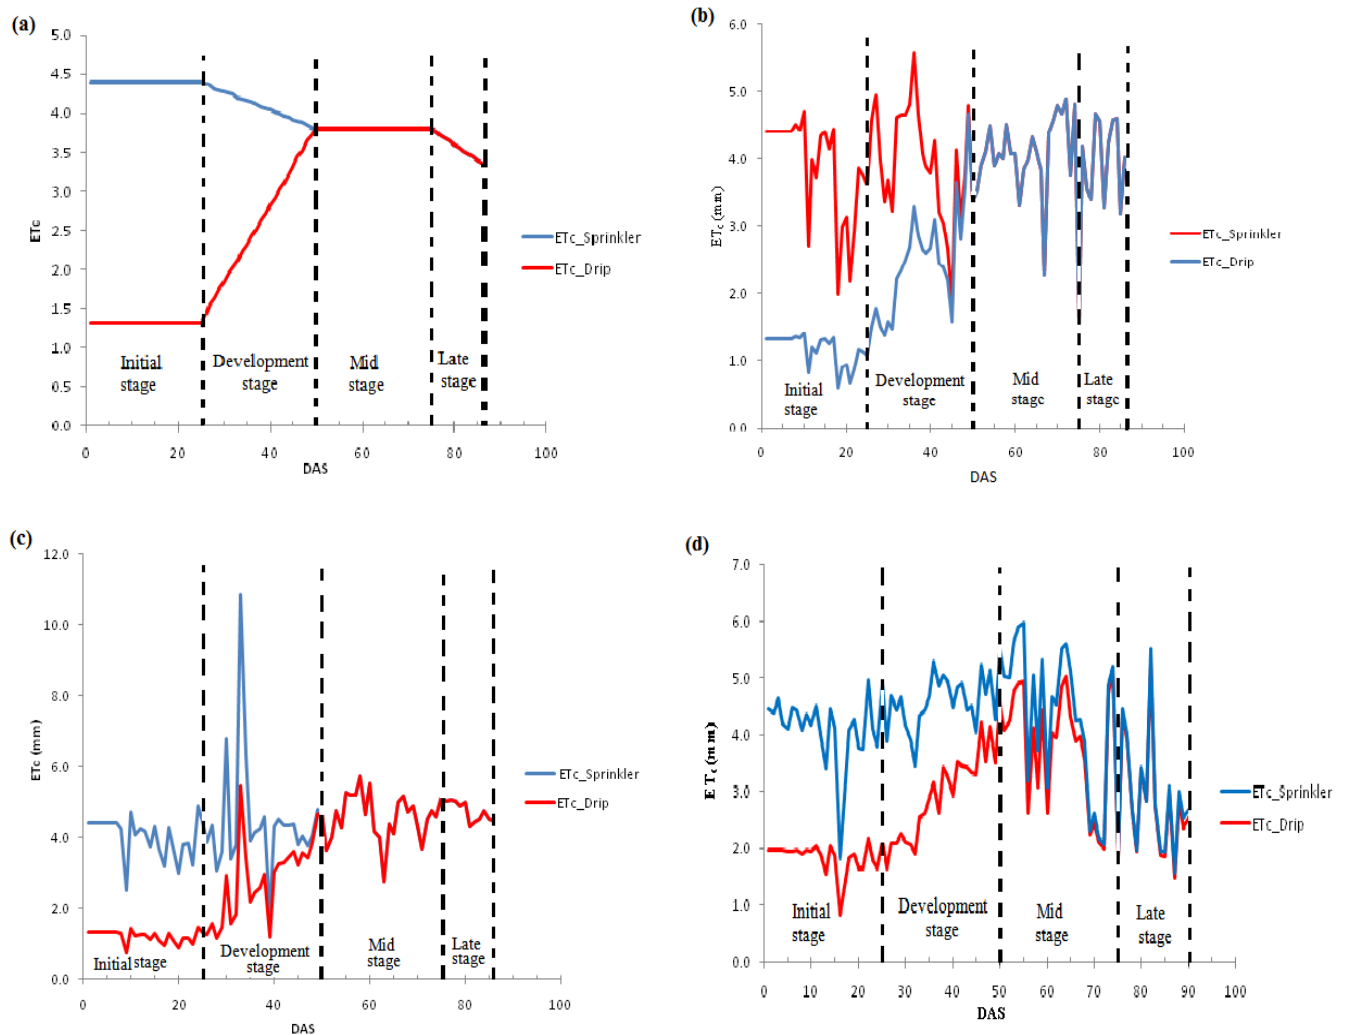 (a)
5.0
4.5
4.0
3.5
3.0
2.5
2.0
1.5
1.0
0.5
0.0
ETc
0 20 40 60 80 100
DAS
Initial stage
Development stage
Mid stage
Late stage
ETc_Sprinkler
ETc_Drip
(b)
6.0
5.0
4.0
3.0
2.0
1.0
0.0
ETc (mm)
0 20 40 60 80 100
DAS
Initial stage
Development stage
Mid stage
Late stage
ETc_Sprinkler
ETc_Drip
(c)
12.0
10.0
8.0
6.0
4.0
2.0
0.0
ETc (mm)
0 20 40 60 80 100
DAS
Initial stage
Development stage
Mid stage
Late stage
ETc_Sprinkler
ETc_Drip
(d)
7.0
6.0
5.0
4.0
3.0
2.0
1.0
0.0
ETc (mm)
0 10 20 30 40 50 60 70 80 90 100
DAS
Initial stage
Development stage
Mid stage
Late stage
ETc_Sprinkler
ETc_Drip